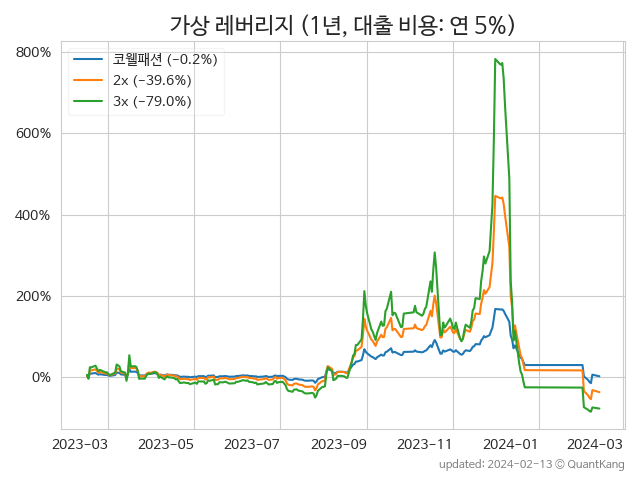 가상 레버리지 (1년, 대출 비용: 연 5%)
코웰패션 (−0.2%)
2x (−39.6%)
3x (−79.0%)
800%
600%
400%
200%
0%
2023-03 2023-05 2023-07 2023-09 2023-11 2024-01 2024-03
updated: 2024-02-13 © QuantKang